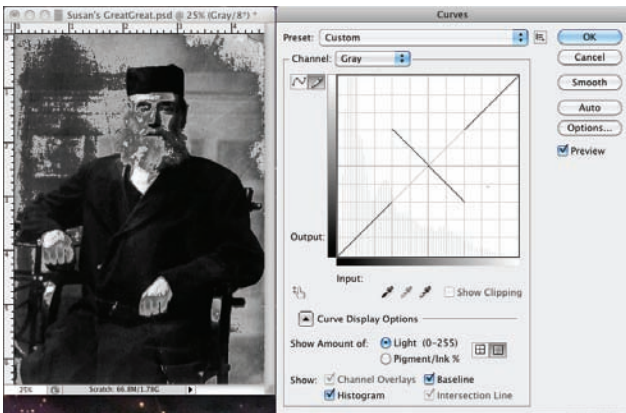 Susan's GreatGreat.psd @ 25% (Gray/8*) *
25%
Scratch: 66.8M/1.78G
Curves
Preset: Custom
OK
Channel: Gray
Cancel
Smooth
Auto
Options...
Preview
Output:
Input:
Show Clipping
Curve Display Options
Show Amount of: Light (0-255)
Pigment/Ink %
Show: Channel Overlays Baseline
Histogram Intersection Line